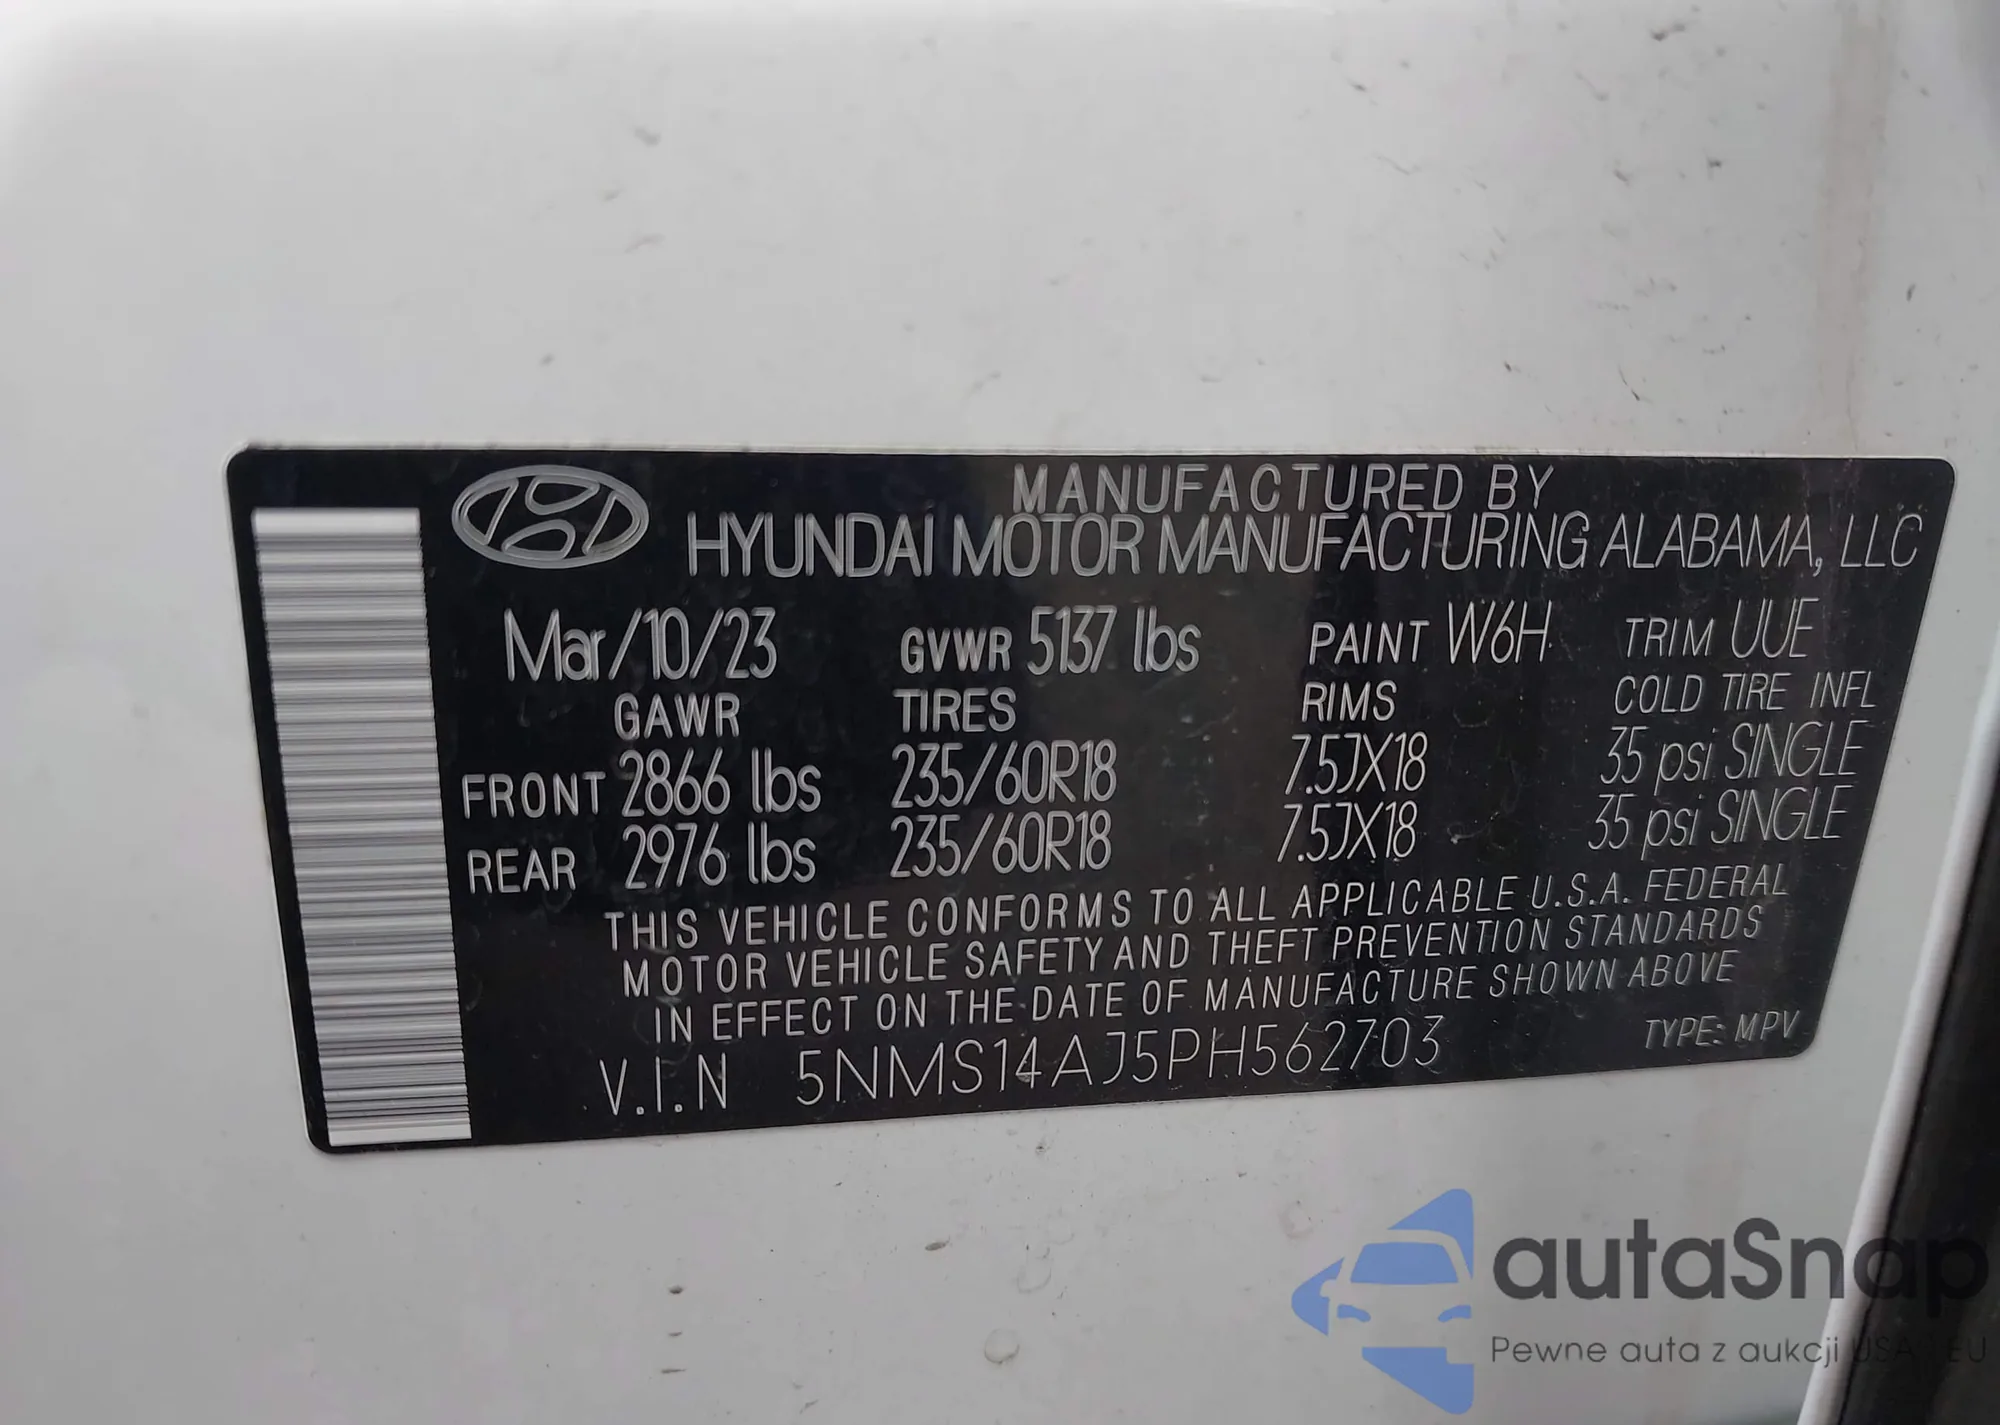 MANUFACTURED BY
HYUNDAI MOTOR MANUFACTURING ALABAMA, LLC
Mar/10/23 GVWR 5137 lbs PAINT W6H TRIM UUE
GAWR TIRES RIMS COLD TIRE INFL
FRONT 2866 lbs 235/60R18 7.5JX18 35 psi SINGLE
REAR 2976 lbs 235/60R18 7.5JX18 35 psi SINGLE
THIS VEHICLE CONFORMS TO ALL APPLICABLE U.S.A. FEDERAL
MOTOR VEHICLE SAFETY AND THEFT PREVENTION STANDARDS
IN EFFECT ON THE DATE OF MANUFACTURE SHOWN ABOVE
V.I.N 5NMS14AJ5PH562703 TYPE: MPV
autaSnap
Pewne auta z aukcji USA i EU